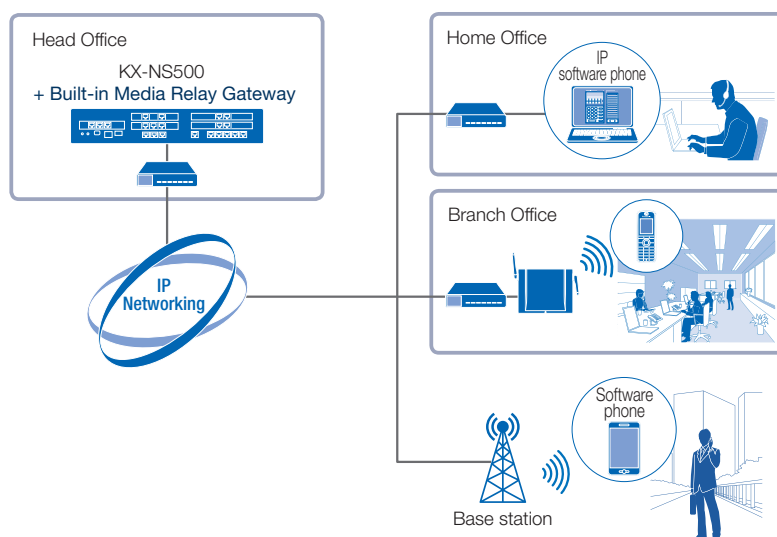 Head Office
KX-NS500
+ Built-in Media Relay Gateway
IP
Networking
Home Office
IP
software phone
Branch Office
Software
phone
Base station